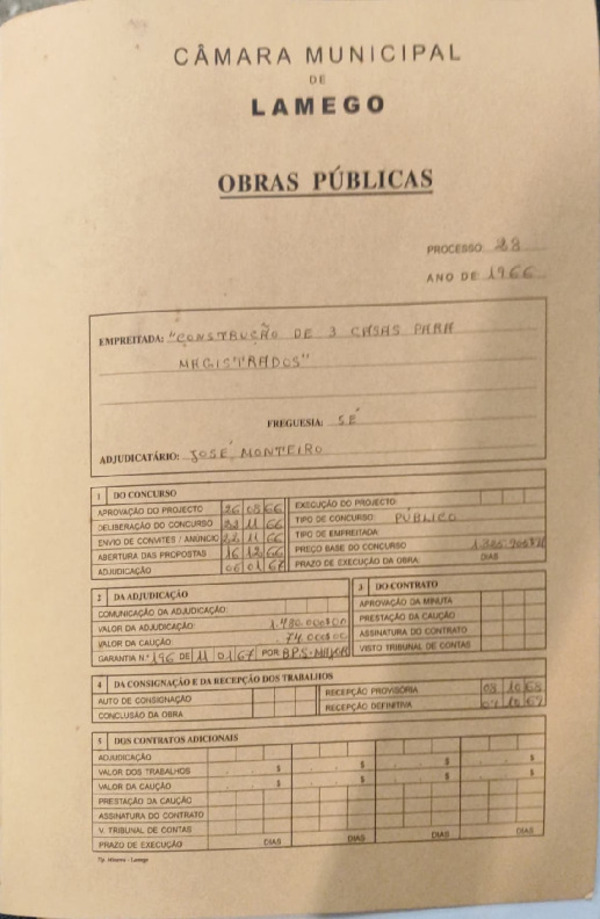 CÂMARA MUNICIPAL
DE
LAMEGO
OBRAS PÚBLICAS
PROCESSO 28
ANO DE 1966
EMPREITADA: "CONSTRUÇÃO DE 3 CASAS PARA
MAGISTRADOS"
FREGUESIA: SÉ
ADJUDICATÁRIO: JOSÉ MONTEIRO
1 DO CONCURSO
APROVAÇÃO DO PROJECTO 26 08 66
EXECUÇÃO DO PROJECTO
DELIBERAÇÃO DO CONCURSO 11 66
TIPO DE CONCURSO: PÚBLICO
ENVIO DE CONVITES / ANÚNCIO 22 11 66
TIPO DE EMPREITADA:
ABERTURA DAS PROPOSTAS 16 12 66
PREÇO BASE DO CONCURSO
ADJUDICAÇÃO 06 01 67
PRAZO DE EXECUÇÃO DA OBRA: DIAS
2 DA ADJUDICAÇÃO
COMUNICAÇÃO DA ADJUDICAÇÃO:
VALOR DA ADJUDICAÇÃO: 1.480.000$00
VALOR DA CAUÇÃO: 74.000$00
GARANTIA N.º 196 DE 11 01 67 POR B.P.S.
3 DO CONTRATO
APROVAÇÃO DA MINUTA
PRESTAÇÃO DA CAUÇÃO
ASSINATURA DO CONTRATO
VISTO TRIBUNAL DE CONTAS
4 DA CONSIGNAÇÃO E DA RECEPÇÃO DOS TRABALHOS
AUTO DE CONSIGNAÇÃO
RECEPÇÃO PROVISÓRIA 08 10 68
CONCLUSÃO DA OBRA
RECEPÇÃO DEFINITIVA 07 10
5 DOS CONTRATOS ADICIONAIS
ADJUDICAÇÃO
VALOR DOS TRABALHOS . . $ . . $ . . $ . . $
VALOR DA CAUÇÃO . . $ . . $ . . $ . . $
PRESTAÇÃO DA CAUÇÃO
ASSINATURA DO CONTRATO
V. TRIBUNAL DE CONTAS
PRAZO DE EXECUÇÃO DIAS DIAS DIAS DIAS
Tip. Minerva - Lamego